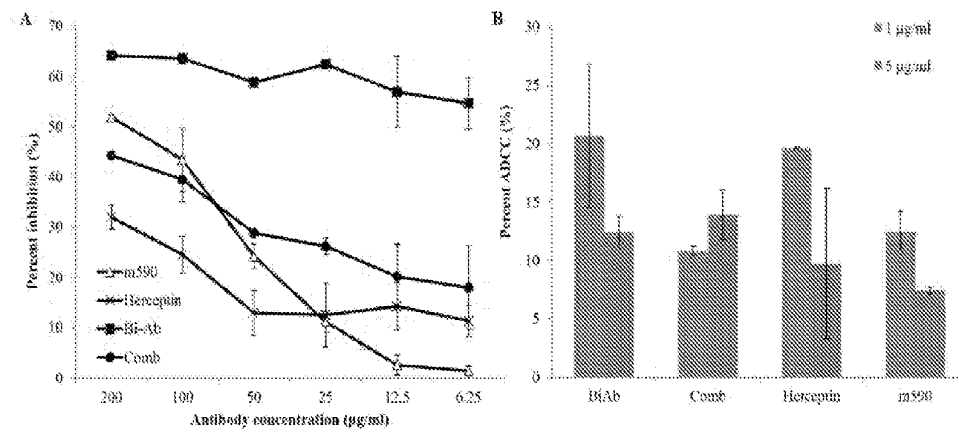 A
70
60
50
40
30
20
10
0
Percent inhibition (%)
m590
Herceptin
Bi-Ab
Comb
200 100 50 25 12.5 6.25
Antibody concentration (μg/ml)
B
30
25
20
15
10
5
0
Percent ADCC (%)
1 μg/ml
5 μg/ml
BiAb Comb Herceptin m590